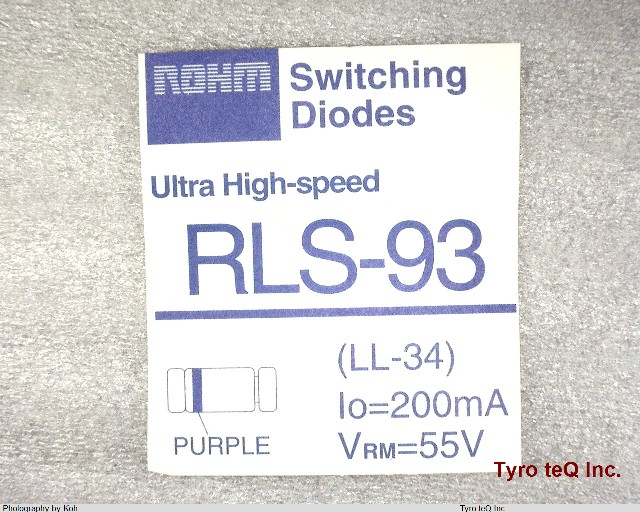 ROHM
Switching
Diodes
Ultra High-speed
RLS-93
(LL-34)
Io=200mA
VRM=55V
PURPLE
Tyro teQ Inc.
Photography by Koh
Tyro teQ Inc